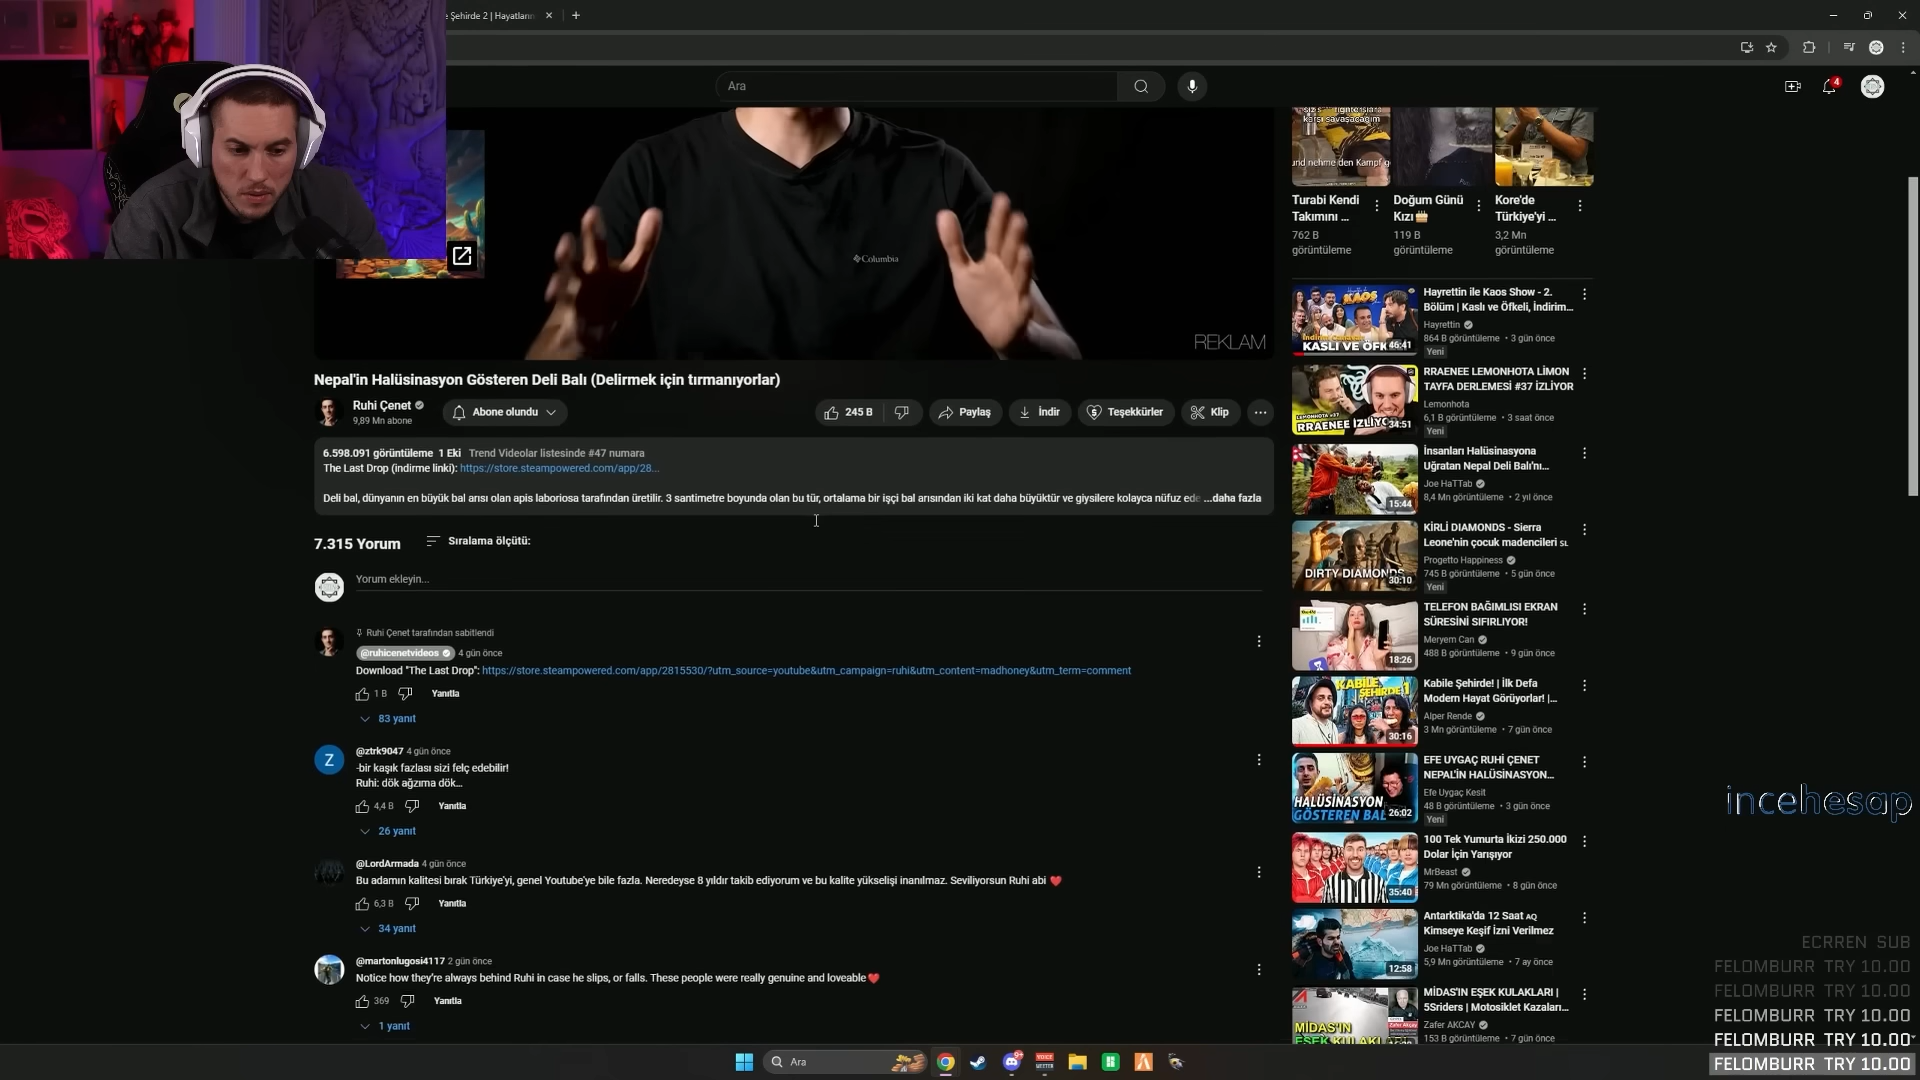 e Şehirde 2 | Hayatların
Ara
4
Columbia
REKLAM
Nepal'in Halüsinasyon Gösteren Deli Balı (Delirmek için tırmanıyorlar)
Ruhi Çenet
9,89 Mn abone
Abone olundu
245 B
Paylaş
İndir
Teşekkürler
Klip
6.598.091 görüntüleme 1 Eki Trend Videolar listesinde #47 numara
The Last Drop (indirme linki): https://store.steampowered.com/app/28...
Deli bal, dünyanın en büyük bal arısı olan apis laboriosa tarafından üretilir. 3 santimetre boyunda olan bu tür, ortalama bir işçi bal arısından iki kat daha büyüktür ve giysilere kolayca nüfuz ede ...daha fazla
7.315 Yorum
Sıralama ölçütü:
Yorum ekleyin...
Ruhi Çenet tarafından sabitlendi
@ruhicenetvideos 4 gün önce
Download "The Last Drop": https://store.steampowered.com/app/2815530/?utm_source=youtube&utm_campaign=ruhi&utm_content=madhoney&utm_term=comment
1 B
Yanıtla
83 yanıt
Z
@ztrk9047 4 gün önce
-bir kaşık fazlası sizi felç edebilir!
Ruhi: dök ağzıma dök...
4,4 B
Yanıtla
26 yanıt
@LordArmada 4 gün önce
Bu adamın kalitesi bırak Türkiye'yi, genel Youtube'ye bile fazla. Neredeyse 8 yıldır takib ediyorum ve bu kalite yükselişi inanılmaz. Seviliyorsun Ruhi abi ❤️
6,3 B
Yanıtla
34 yanıt
@martonlugosi4117 2 gün önce
Notice how they're always behind Ruhi in case he slips, or falls. These people were really genuine and loveable❤️
369
Yanıtla
1 yanıt
karşı savaşacağım
und nehme den Kampf g
Turabi Kendi
Takımını ...
762 B
görüntüleme
Doğum Günü
Kızı🎂
119 B
görüntüleme
Kore'de
Türkiye'yi ...
3,2 Mn
görüntüleme
KAOS
KASLI VE ÖFK
46:41
Hayrettin ile Kaos Show - 2.
Bölüm | Kaslı ve Öfkeli, İndirim...
Hayrettin
864 B görüntüleme • 3 gün önce
Yeni
RRAENEE İZLİYO
34:51
RRAENEE LEMONHOTA LİMON
TAYFA DERLEMESİ #37 İZLİYOR
Lemonhota
6,1 B görüntüleme • 3 saat önce
Yeni
15:44
İnsanları Halüsinasyona
Uğratan Nepal Deli Balı'nı...
Joe HaTTab
8,4 Mn görüntüleme • 2 yıl önce
DIRTY DIAMONDS
30:10
KİRLİ DIAMONDS - Sierra
Leone'nin çocuk madencileri
Progetto Happiness
745 B görüntüleme • 5 gün önce
Yeni
18:26
TELEFON BAĞIMLISI EKRAN
SÜRESİNİ SIFIRLIYOR!
Meryem Can
488 B görüntüleme • 9 gün önce
KABİLE ŞEHİRDE 1
30:16
Kabile Şehirde! | İlk Defa
Modern Hayat Görüyorlar! |...
Alper Rende
3 Mn görüntüleme • 7 gün önce
HALÜSİNASYON
GÖSTEREN BAL
26:02
EFE UYGAÇ RUHİ ÇENET
NEPAL'İN HALÜSİNASYON...
Efe Uygaç Kesit
48 B görüntüleme • 3 gün önce
Yeni
35:40
100 Tek Yumurta İkizi 250.000
Dolar İçin Yarışıyor
MrBeast
79 Mn görüntüleme • 8 gün önce
12:58
Antarktika'da 12 Saat AQ
Kimseye Keşif İzni Verilmez
Joe HaTTab
5,9 Mn görüntüleme • 7 ay önce
MİDAS'IN
EŞEK KULAK
MİDAS'IN EŞEK KULAKLARI |
5Sriders | Motosiklet Kazaları...
Zafer AKCAY
153 B görüntüleme • 7 gün önce
incehesap
ECRREN SUB
FELOMBURR TRY 10.00
FELOMBURR TRY 10.00
FELOMBURR TRY 10.00
FELOMBURR TRY 10.00
FELOMBURR TRY 10.00
Ara